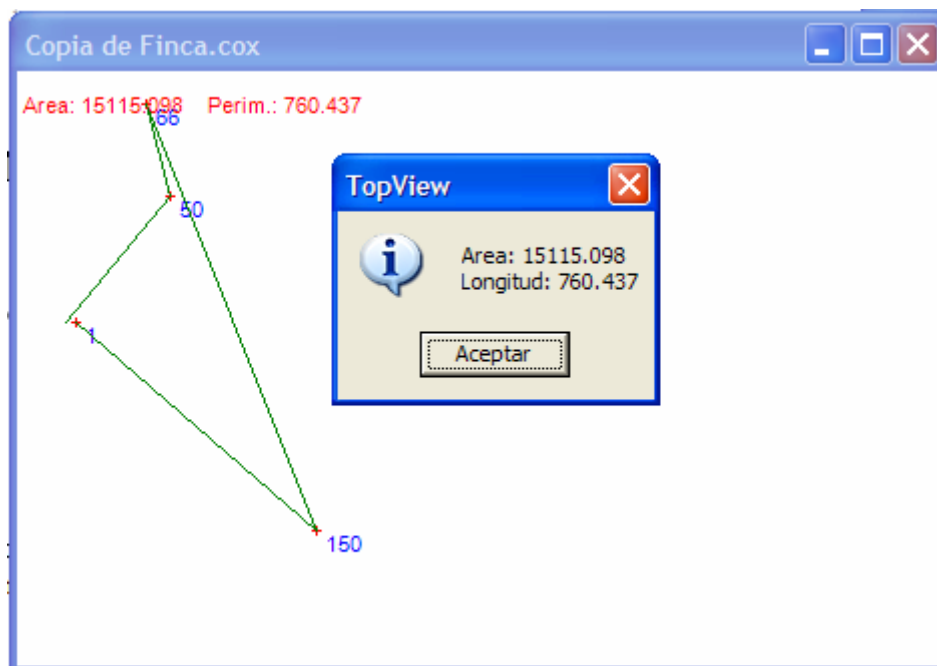 Copia de Finca.cox
Area: 15115.098 Perim.: 760.437
66
TopView
50
Area: 15115.098
Longitud: 760.437
1
Aceptar
150